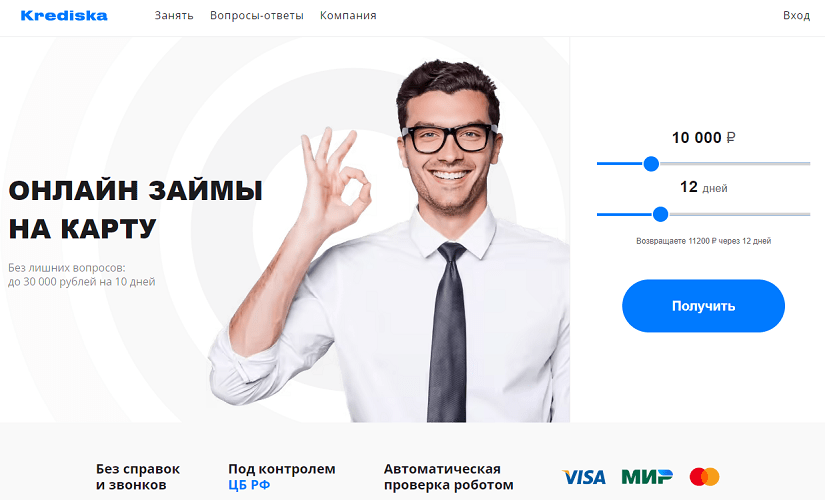 Krediska
Занять
Вопросы-ответы
Компания
Вход
ОНЛАЙН ЗАЙМЫ
НА КАРТУ
Без лишних вопросов:
до 30 000 рублей на 10 дней
10 000 ₽
12 дней
Возвращаете 11200 ₽ через 12 дней
Получить
Без справок
и звонков
Под контролем
ЦБ РФ
Автоматическая
проверка роботом
VISA
МИР